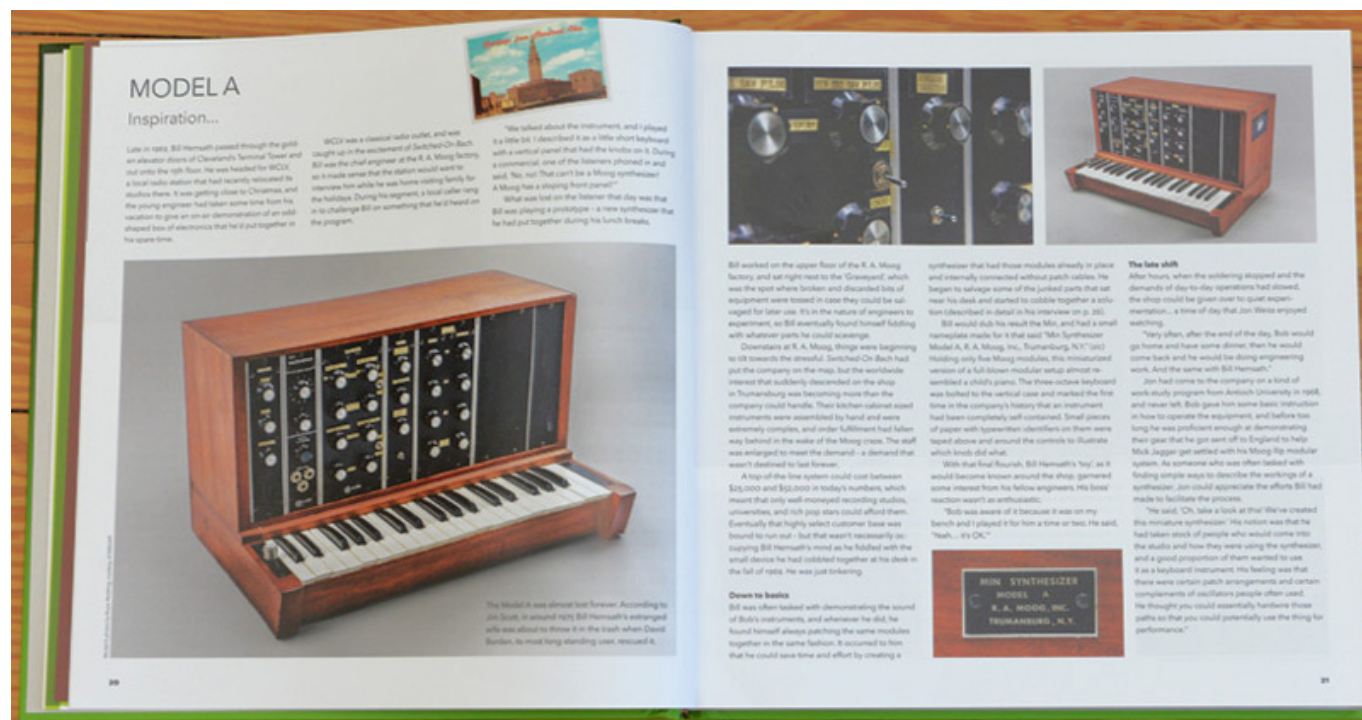 MODEL A
Inspiration...
Late in 1969, Bill Hemsath passed through the gold-
en elevator doors of Cleveland's Terminal Tower and
out onto the 19th floor. He was headed for WCLV,
a local radio station that had recently relocated its
studios there. It was getting close to Christmas, and
the young engineer had taken some time from his
vacation to give an on-air demonstration of an odd-
shaped box of electronics that he'd put together in
his spare time.
WCLV was a classical radio outlet, and was
caught up in the excitement of Switched-On Bach.
Bill was the chief engineer at the R. A. Moog factory,
so it made sense that the station would want to
interview him while he was home visiting family for
the holidays. During his segment, a local caller rang
in to challenge Bill on something that he'd heard on
the program.
"We talked about the instrument, and I played
it a little bit. I described it as a little short keyboard
with a vertical panel that had the knobs on it. During
a commercial, one of the listeners phoned in and
said, 'No, no! That can't be a Moog synthesizer!
A Moog has a sloping front panel!'"
What was lost on the listener that day was that
Bill was playing a prototype – a new synthesizer that
he had put together during his lunch breaks.
The Model A was almost lost forever. According to
Jim Scott, in around 1977, Bill Hemsath's estranged
wife was about to throw it in the trash when David
Borden, its most long-standing user, rescued it.
20
Bill worked on the upper floor of the R. A. Moog
factory, and sat right next to the 'Graveyard', which
was the spot where broken and discarded bits of
equipment were tossed in case they could be sal-
vaged for later use. It's in the nature of engineers to
experiment, so Bill eventually found himself fiddling
with whatever parts he could scavenge.
Downstairs at R. A. Moog, things were beginning
to tilt towards the stressful. Switched-On Bach had
put the company on the map, but the worldwide
interest that suddenly descended on the shop
in Trumansburg was becoming more than the
company could handle. Their kitchen cabinet-sized
instruments were assembled by hand and were
extremely complex, and order fulfillment had fallen
way behind in the wake of the Moog craze. The staff
was enlarged to meet the demand – a demand that
wasn't destined to last forever.
A top-of-the-line system could cost between
$25,000 and $52,000 in today's numbers, which
meant that only well-moneyed recording studios,
universities, and rich pop stars could afford them.
Eventually that highly select customer base was
bound to run out – but that wasn't necessarily oc-
cupying Bill Hemsath's mind as he fiddled with the
small device he had cobbled together at his desk in
the fall of 1969. He was just tinkering.
Down to basics
Bill was often tasked with demonstrating the sound
of Bob's instruments, and whenever he did, he
found himself always patching the same modules
together in the same fashion. It occurred to him
that he could save time and effort by creating a
synthesizer that had those modules already in place
and internally connected without patch cables. He
began to salvage some of the junked parts that sat
near his desk and started to cobble together a solu-
tion (described in detail in his interview on p. 26).
Bill would dub his result the Min, and had a small
nameplate made for it that said "Min Synthesizer
Model A, R. A. Moog, Inc., Trumanburg, N.Y." (sic)
Holding only five Moog modules, this miniaturized
version of a full-blown modular setup almost re-
sembled a child's piano. The three-octave keyboard
was bolted to the vertical case and marked the first
time in the company's history that an instrument
had been completely self contained. Small pieces
of paper with typewritten identifiers on them were
taped above and around the controls to illustrate
which knob did what.
With that final flourish, Bill Hemsath's 'toy', as it
would become known around the shop, garnered
some interest from his fellow engineers. His boss'
reaction wasn't as enthusiastic.
"Bob was aware of it because it was on my
bench and I played it for him a time or two. He said,
'Yeah... it's OK.'"
MIN SYNTHESIZER
MODEL A
R. A. MOOG, INC.
TRUMANBURG, N.Y.
The late shift
After hours, when the soldering stopped and the
demands of day-to-day operations had slowed,
the shop could be given over to quiet experi-
mentation... a time of day that Jon Weiss enjoyed
watching.
"Very often, after the end of the day, Bob would
go home and have some dinner, then he would
come back and he would be doing engineering
work. And the same with Bill Hemsath."
Jon had come to the company on a kind of
work-study program from Antioch University in 1968,
and never left. Bob gave him some basic instruction
in how to operate the equipment, and before too
long he was proficient enough at demonstrating
their gear that he got sent off to England to help
Mick Jagger get settled with his Moog IIIp modular
system. As someone who was often tasked with
finding simple ways to describe the workings of a
synthesizer, Jon could appreciate the efforts Bill had
made to facilitate the process.
"He said, 'Oh, take a look at this! We've created
this miniature synthesizer.' His notion was that he
had taken stock of people who would come into
the studio and how they were using the synthesizer,
and a good proportion of them wanted to use
it as a keyboard instrument. His feeling was that
there were certain patch arrangements and certain
complements of oscillators people often used.
He thought you could essentially hardwire those
paths so that you could potentially use the thing for
performance."
21